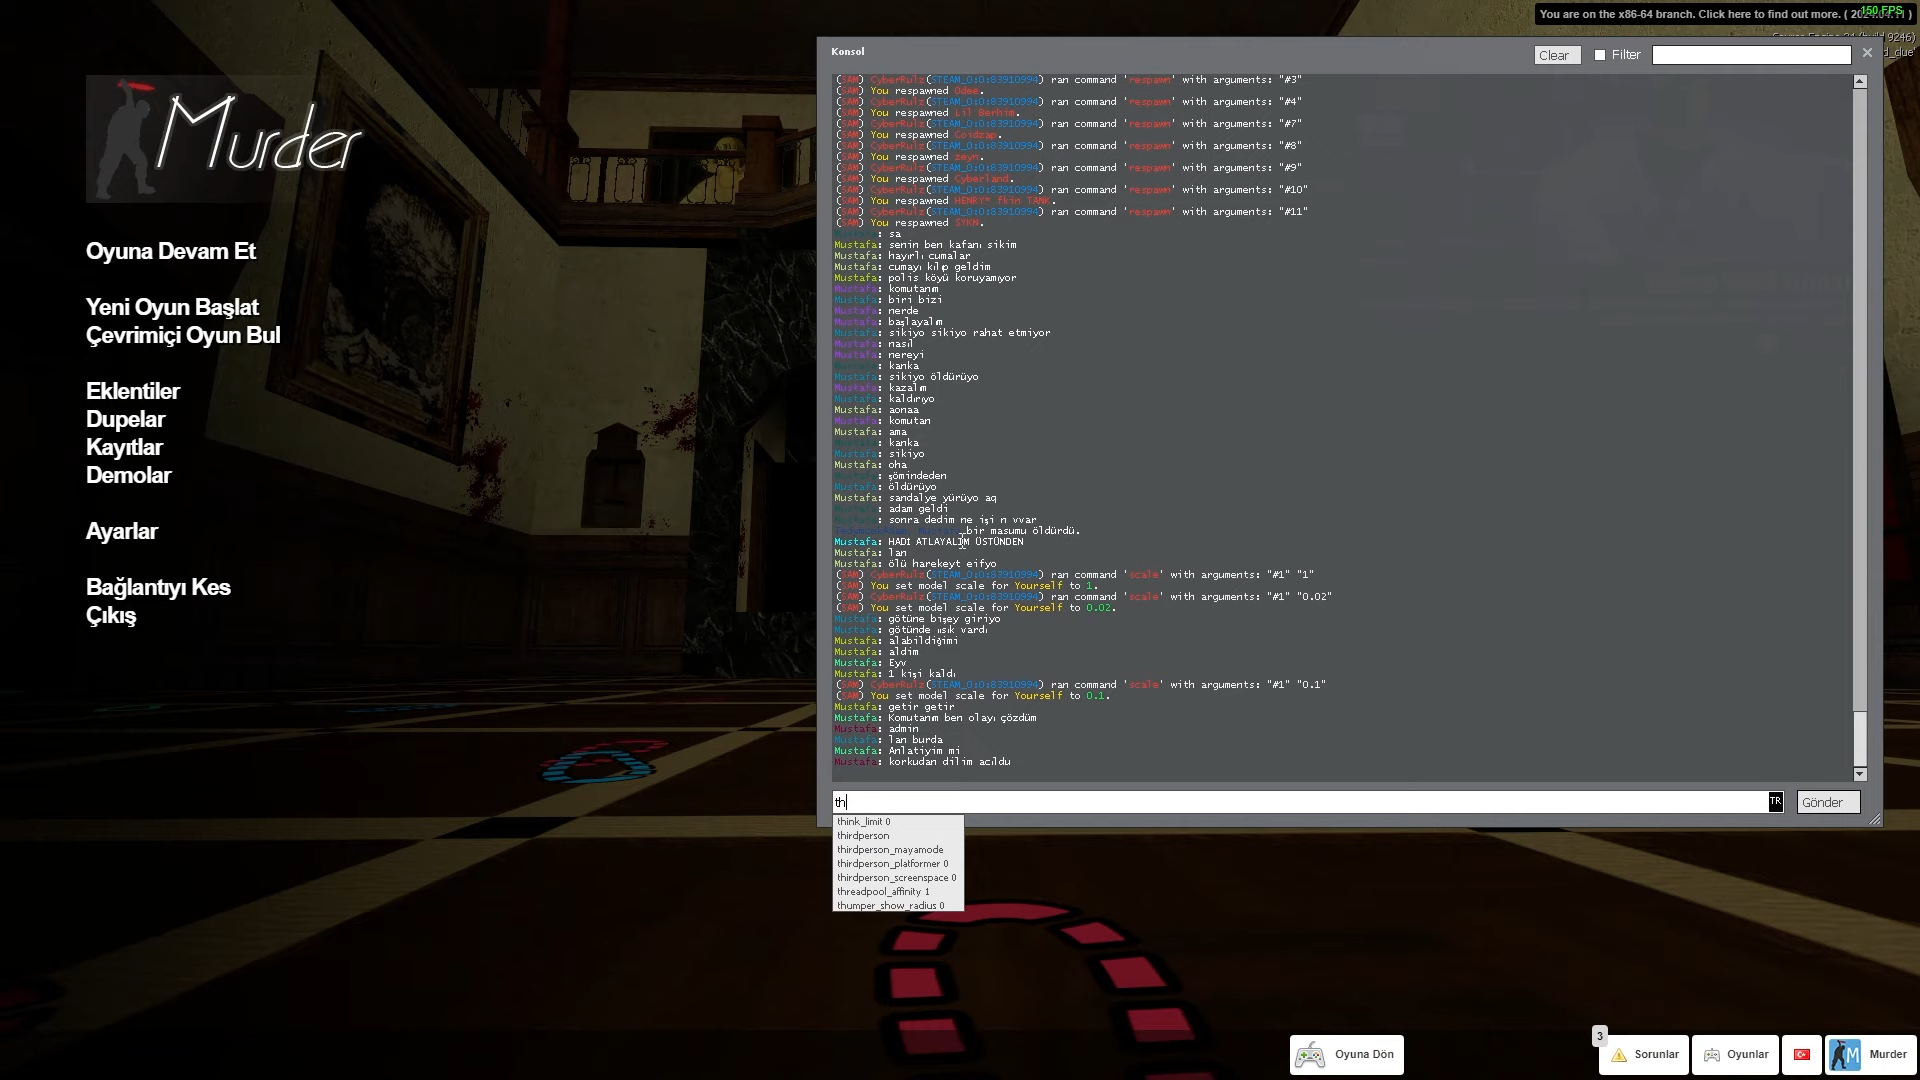 You are on the x86-64 branch. Click here to find out more.
150 FPS
Murder
Oyuna Devam Et
Yeni Oyun Başlat
Çevrimiçi Oyun Bul
Eklentiler
Dupelar
Kayıtlar
Demolar
Ayarlar
Bağlantıyı Kes
Çıkış
Konsol
Clear
Filter
(SAM) CyberRulz(STEAM_0:0:83910994) ran command 'respawn' with arguments: "#3"
(SAM) You respawned Odee.
(SAM) CyberRulz(STEAM_0:0:83910994) ran command 'respawn' with arguments: "#4"
(SAM) You respawned Lil Berhim.
(SAM) CyberRulz(STEAM_0:0:83910994) ran command 'respawn' with arguments: "#7"
(SAM) You respawned Coidzap.
(SAM) CyberRulz(STEAM_0:0:83910994) ran command 'respawn' with arguments: "#8"
(SAM) You respawned zeyn.
(SAM) CyberRulz(STEAM_0:0:83910994) ran command 'respawn' with arguments: "#9"
(SAM) You respawned Cyberland.
(SAM) CyberRulz(STEAM_0:0:83910994) ran command 'respawn' with arguments: "#10"
(SAM) You respawned HENRY* fkin TANK.
(SAM) CyberRulz(STEAM_0:0:83910994) ran command 'respawn' with arguments: "#11"
(SAM) You respawned SYKN.
Mustafa: sa
Mustafa: senin ben kafanı sikim
Mustafa: hayırlı cumalar
Mustafa: cumayı kılıp geldim
Mustafa: polis köyü koruyamıyor
Mustafa: komutanım
Mustafa: biri bizi
Mustafa: nerde
Mustafa: başlayalım
Mustafa: sikiyo sikiyo rahat etmiyor
Mustafa: nasıl
Mustafa: nereyi
Mustafa: kanka
Mustafa: sikiyo öldürüyo
Mustafa: kazalım
Mustafa: kaldırıyo
Mustafa: aonaa
Mustafa: komutan
Mustafa: ama
Mustafa: kanka
Mustafa: sikiyo
Mustafa: oha
Mustafa: şömindeden
Mustafa: öldürüyo
Mustafa: sandalye yürüyo aq
Mustafa: adam geldi
Mustafa: sonra dedim ne işi n vvar
bir masumu öldürdü.
Mustafa: HADI ATLAYALIM ÜSTÜNDEN
Mustafa: lan
Mustafa: ölü harekeyt eifyo
(SAM) CyberRulz(STEAM_0:0:83910994) ran command 'scale' with arguments: "#1" "1"
(SAM) You set model scale for Yourself to 1.
(SAM) CyberRulz(STEAM_0:0:83910994) ran command 'scale' with arguments: "#1" "0.02"
(SAM) You set model scale for Yourself to 0.02.
Mustafa: götüne bişey giriyo
Mustafa: götünde ıısık vardı
Mustafa: alabildiğimi
Mustafa: aldim
Mustafa: Eyv
Mustafa: 1 kişi kaldı
(SAM) CyberRulz(STEAM_0:0:83910994) ran command 'scale' with arguments: "#1" "0.1"
(SAM) You set model scale for Yourself to 0.1.
Mustafa: getir getir
Mustafa: Komutanım ben olayı çözdüm
Mustafa: admin
Mustafa: lan burda
Mustafa: Anlatiyim mi
Mustafa: korkudan dilim acıldu
th
TR
Gönder
think_limit 0
thirdperson
thirdperson_mayamode
thirdperson_platformer 0
thirdperson_screenspace 0
threadpool_affinity 1
thumper_show_radius 0
Oyuna Dön
3
Sorunlar
Oyunlar
M
Murder